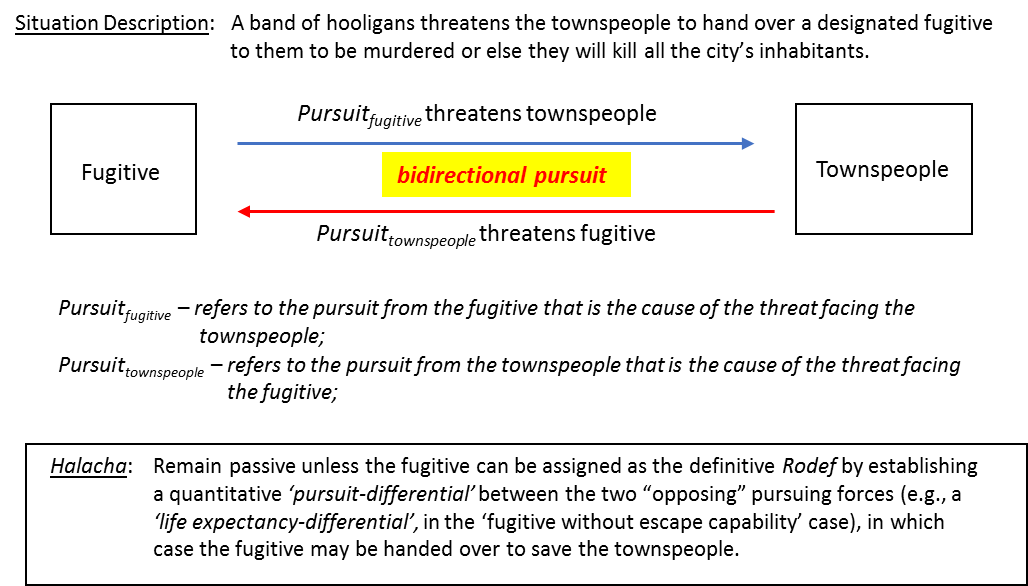 Situation Description: A band of hooligans threatens the townspeople to hand over a designated fugitive
to them to be murdered or else they will kill all the city’s inhabitants.
Pursuitfugitive threatens townspeople
Fugitive
bidirectional pursuit
Townspeople
Pursuittownspeople threatens fugitive
Pursuitfugitive – refers to the pursuit from the fugitive that is the cause of the threat facing the
townspeople;
Pursuittownspeople – refers to the pursuit from the townspeople that is the cause of the threat facing
the fugitive;
Halacha: Remain passive unless the fugitive can be assigned as the definitive Rodef by establishing
a quantitative ‘pursuit-differential’ between the two “opposing” pursuing forces (e.g., a
‘life expectancy-differential’, in the ‘fugitive without escape capability’ case), in which
case the fugitive may be handed over to save the townspeople.